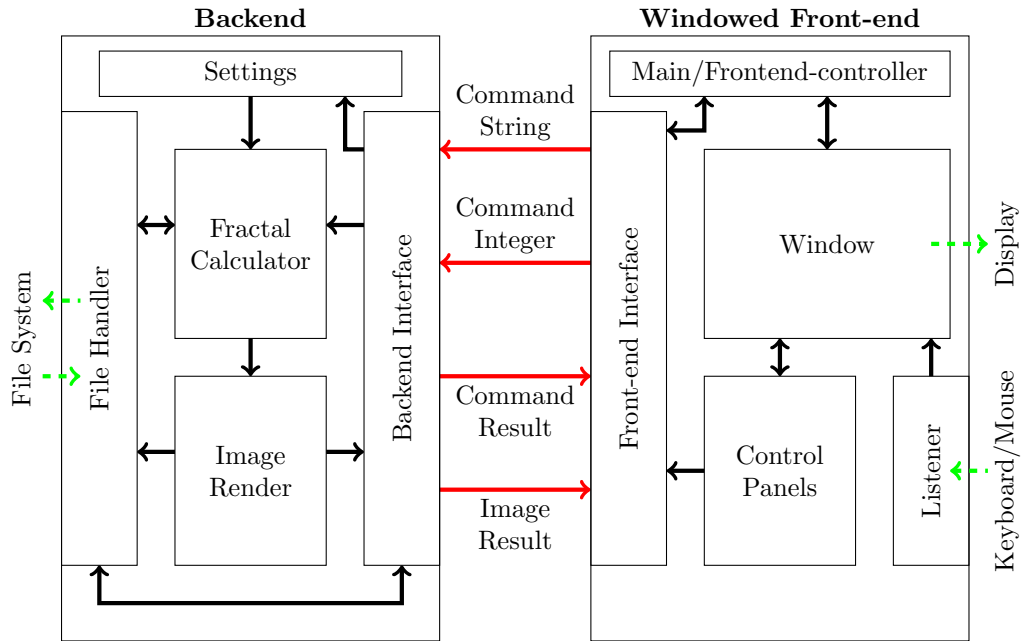 Backend
Windowed Front-end
Settings
Main/Frontend-controller
Command
String
Command
Integer
Command
Result
Image
Result
Fractal
Calculator
Image
Render
File System
File Handler
Backend Interface
Front-end Interface
Window
Control
Panels
Listener
Display
Keyboard/Mouse